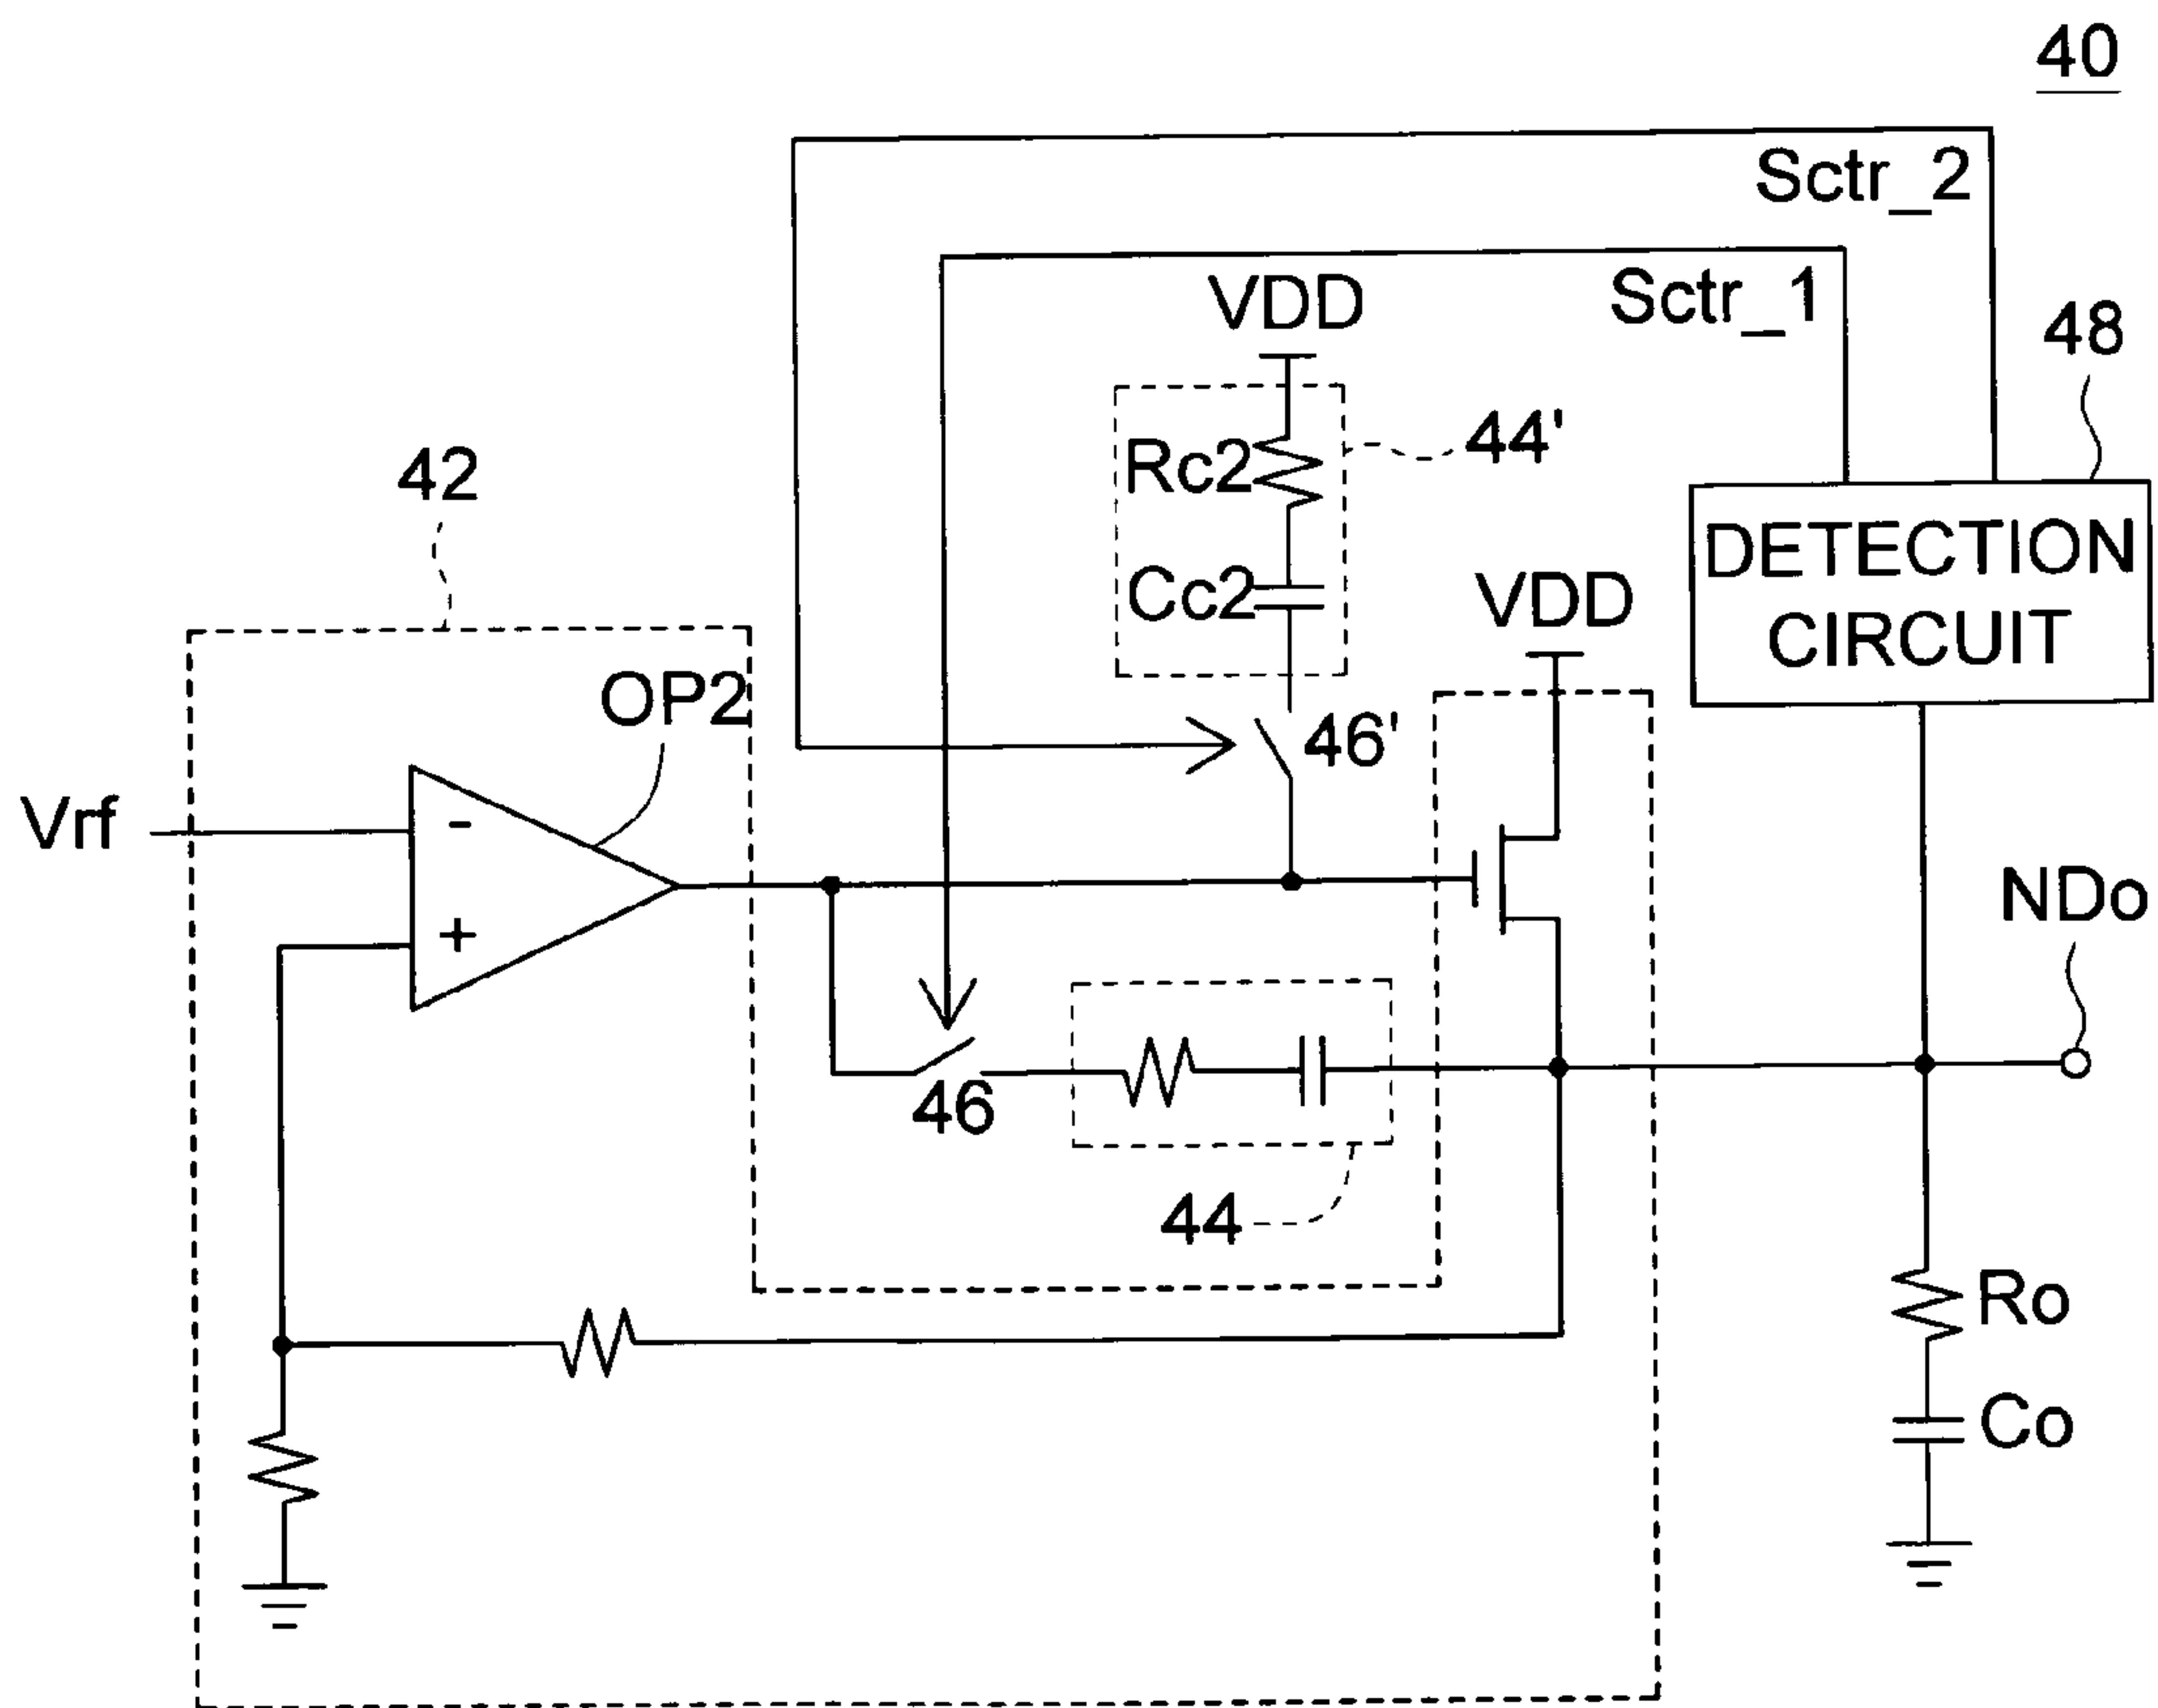 40
Sctr_2
Sctr_1
VDD
48
44'
Rc2
42
DETECTION
CIRCUIT
Cc2
VDD
OP2
46'
Vrf
-
+
NDo
46
44
Ro
Co